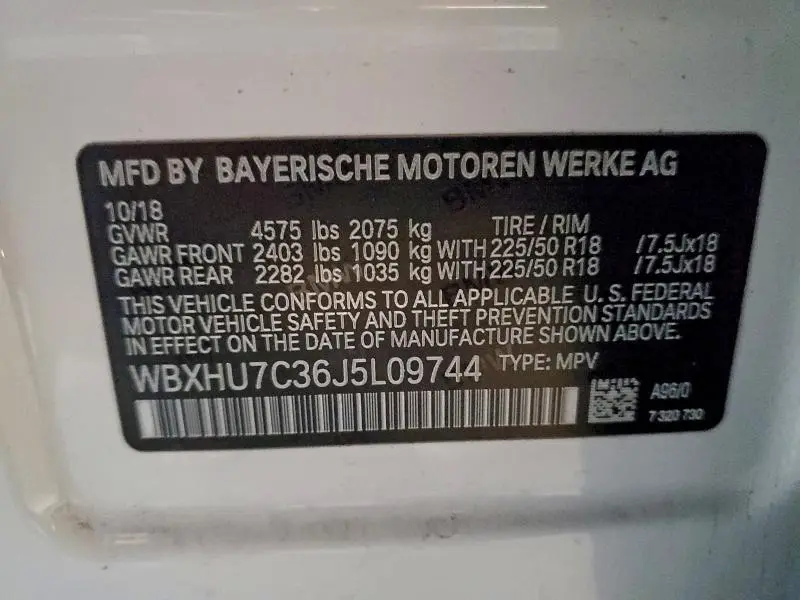 MFD BY BAYERISCHE MOTOREN WERKE AG
10/18
GVWR 4575 lbs 2075 kg TIRE / RIM
GAWR FRONT 2403 lbs 1090 kg WITH 225/50 R18 /7.5Jx18
GAWR REAR 2282 lbs 1035 kg WITH 225/50 R18 /7.5Jx18
THIS VEHICLE CONFORMS TO ALL APPLICABLE U. S. FEDERAL
MOTOR VEHICLE SAFETY AND THEFT PREVENTION STANDARDS
IN EFFECT ON THE DATE OF MANUFACTURE SHOWN ABOVE.
WBXHU7C36J5L09744 TYPE: MPV
A96/0
7 320 730